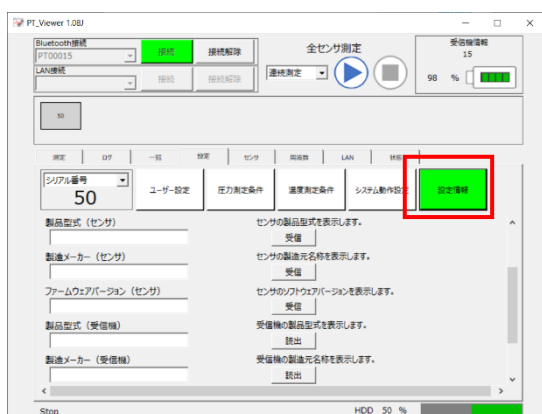 PT_Viewer 1.08J
Bluetooth接続
PT00015
接続
接続解除
LAN接続
接続
接続解除
全センサ測定
連続測定
受信機情報
15
98 %
50
測定 ログ 一括 設定 センサ 周波数 LAN 状態
シリアル番号
50
ユーザー設定
圧力測定条件
温度測定条件
システム動作設定
設定情報
製品型式（センサ） センサの製品型式を表示します。
受信
製造メーカー（センサ） センサの製造元名称を表示します。
受信
ファームウェアバージョン（センサ） センサのソフトウェアバージョンを表示します。
受信
製品型式（受信機） 受信機の製品型式を表示します。
読出
製造メーカー（受信機） 受信機の製造元名称を表示します。
読出
Stop HDD 50 %